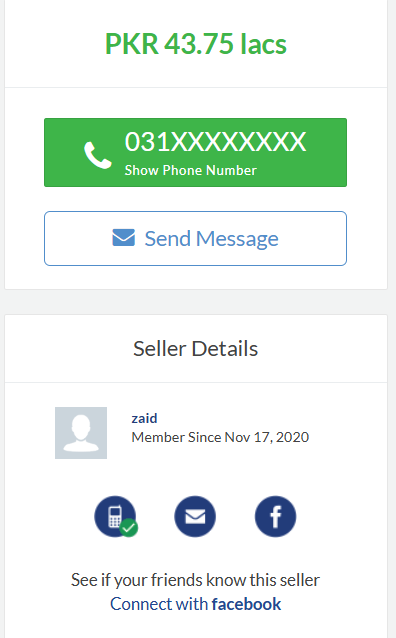 PKR 43.75 lacs
031XXXXXXXX
Show Phone Number
Send Message
Seller Details
zaid
Member Since Nov 17, 2020
See if your friends know this seller
Connect with facebook